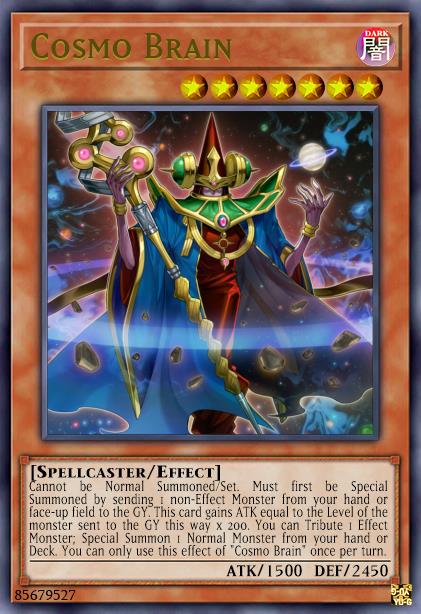 Cosmo Brain
DARK
闇
[Spellcaster/Effect]
Cannot be Normal Summoned/Set. Must first be Special
Summoned by sending 1 non-Effect Monster from your hand or
face-up field to the GY. This card gains ATK equal to the Level of the
monster sent to the GY this way x 200. You can Tribute 1 Effect
Monster; Special Summon 1 Normal Monster from your hand or
Deck. You can only use this effect of "Cosmo Brain" once per turn.
ATK/1500 DEF/2450
85679527